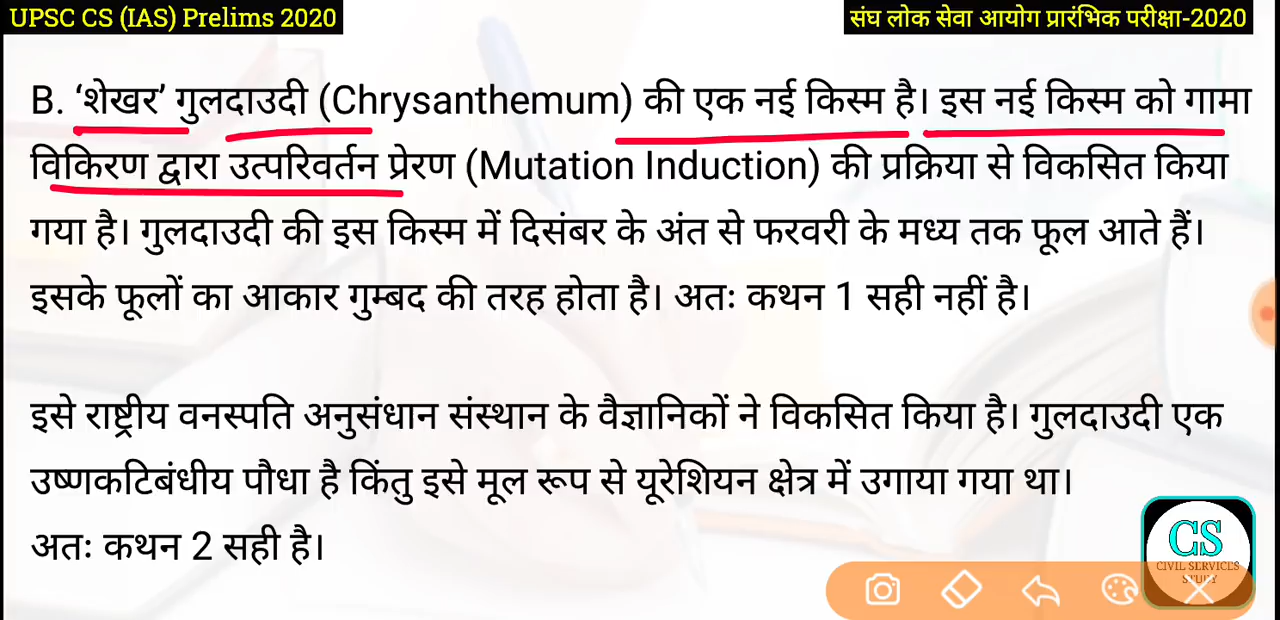 UPSC CS (IAS) Prelims 2020
संघ लोक सेवा आयोग प्रारंभिक परीक्षा-2020
B. ‘शेखर’ गुलदाउदी (Chrysanthemum) की एक नई किस्म है। इस नई किस्म को गामा
विकिरण द्वारा उत्परिवर्तन प्रेरण (Mutation Induction) की प्रक्रिया से विकसित किया
गया है। गुलदाउदी की इस किस्म में दिसंबर के अंत से फरवरी के मध्य तक फूल आते हैं।
इसके फूलों का आकार गुम्बद की तरह होता है। अतः कथन 1 सही नहीं है।
इसे राष्ट्रीय वनस्पति अनुसंधान संस्थान के वैज्ञानिकों ने विकसित किया है। गुलदाउदी एक
उष्णकटिबंधीय पौधा है किंतु इसे मूल रूप से यूरेशियन क्षेत्र में उगाया गया था।
अतः कथन 2 सही है।
CS
CIVIL SERVICES
STUDY